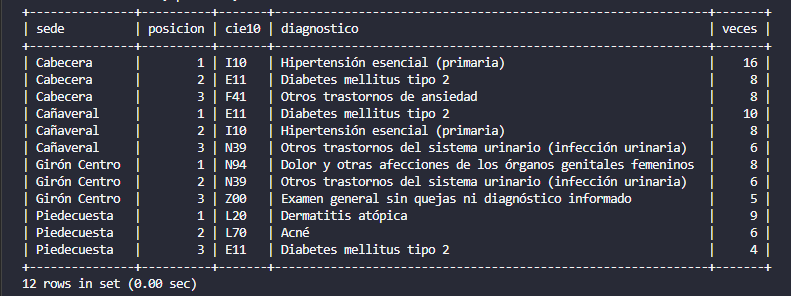 +---------------+----------+-------+-----------------------------------------------------------+-------+
| sede          | posicion | cie10 | diagnostico                                               | veces |
+---------------+----------+-------+-----------------------------------------------------------+-------+
| Cabecera      |        1 | I10   | Hipertensión esencial (primaria)                          |    16 |
| Cabecera      |        2 | E11   | Diabetes mellitus tipo 2                                  |     8 |
| Cabecera      |        3 | F41   | Otros trastornos de ansiedad                              |     8 |
| Cañaveral     |        1 | E11   | Diabetes mellitus tipo 2                                  |    10 |
| Cañaveral     |        2 | I10   | Hipertensión esencial (primaria)                          |     8 |
| Cañaveral     |        3 | N39   | Otros trastornos del sistema urinario (infección urinaria) |     6 |
| Girón Centro  |        1 | N94   | Dolor y otras afecciones de los órganos genitales femeninos |     8 |
| Girón Centro  |        2 | N39   | Otros trastornos del sistema urinario (infección urinaria) |     6 |
| Girón Centro  |        3 | Z00   | Examen general sin quejas ni diagnóstico informado        |     5 |
| Piedecuesta   |        1 | L20   | Dermatitis atópica                                        |     9 |
| Piedecuesta   |        2 | L70   | Acné                                                      |     6 |
| Piedecuesta   |        3 | E11   | Diabetes mellitus tipo 2                                  |     4 |
+---------------+----------+-------+-----------------------------------------------------------+-------+
12 rows in set (0.00 sec)